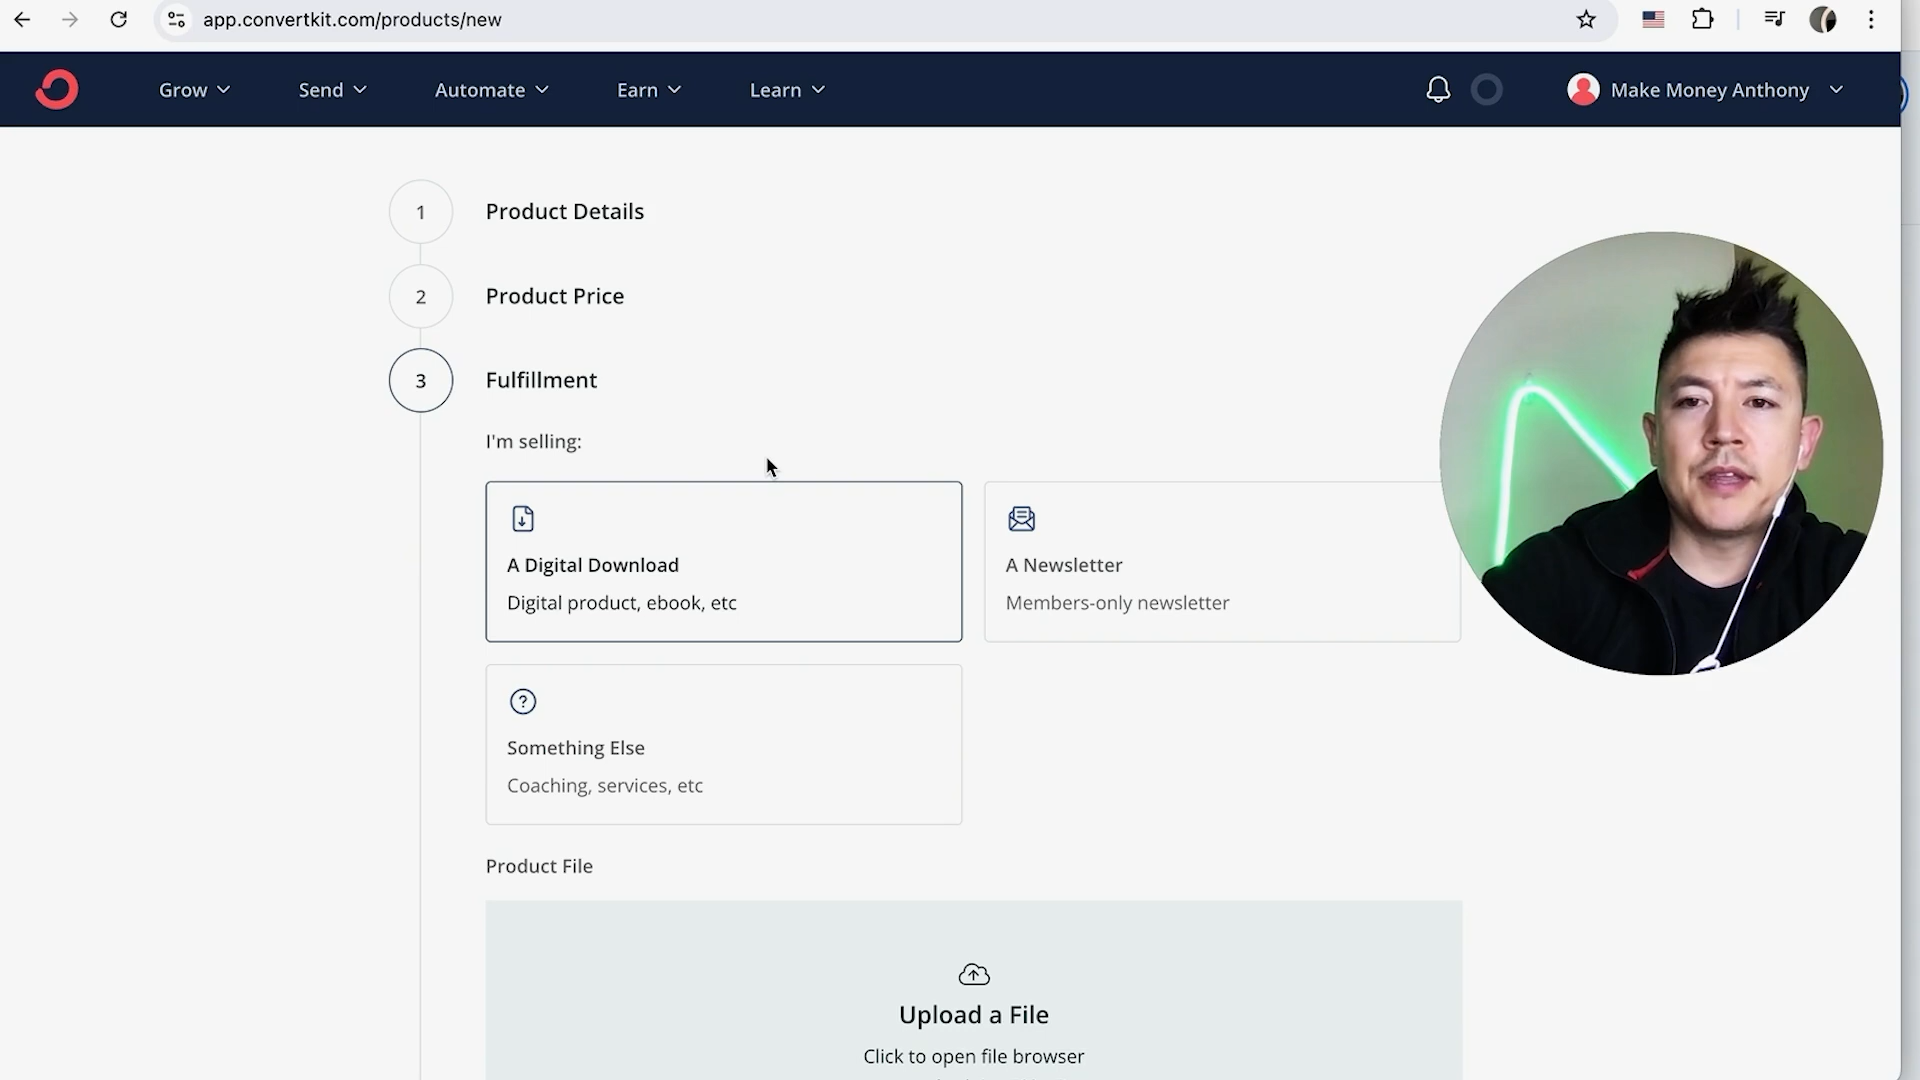 app.convertkit.com/products/new
Grow
Send
Automate
Earn
Learn
Make Money Anthony
1
Product Details
2
Product Price
3
Fulfillment
I'm selling:
A Digital Download
Digital product, ebook, etc
A Newsletter
Members-only newsletter
?
Something Else
Coaching, services, etc
Product File
Upload a File
Click to open file browser